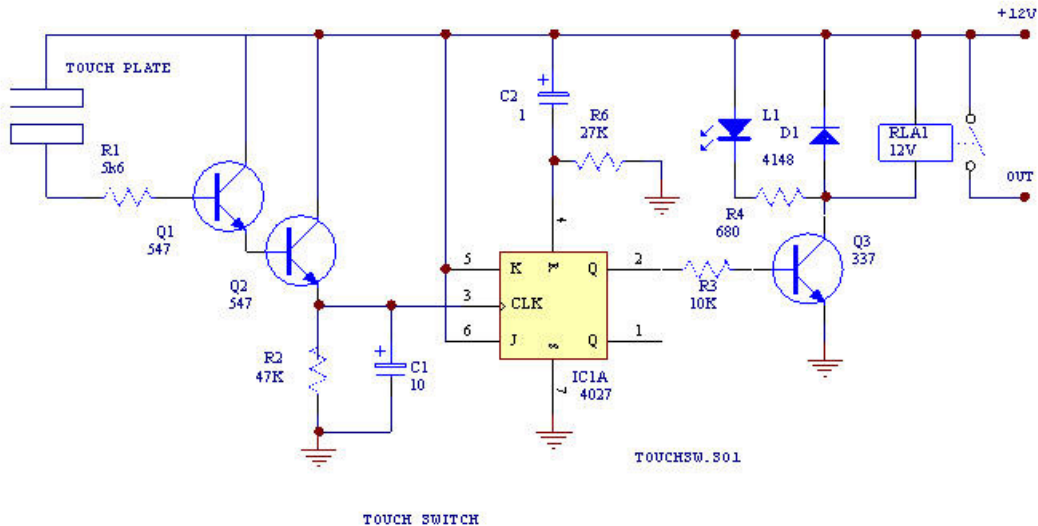 +12V
TOUCH PLATE
R1
5k6
Q1
547
Q2
547
R2
47K
C1
10
C2
1
R6
27K
4
5
K
R
Q
2
3
CLK
6
J
S
Q
1
7
IC1A
4027
R3
10K
L1
D1
4148
R4
680
Q3
337
RLA1
12V
OUT
TOUCHSW.S01
TOUCH SWITCH